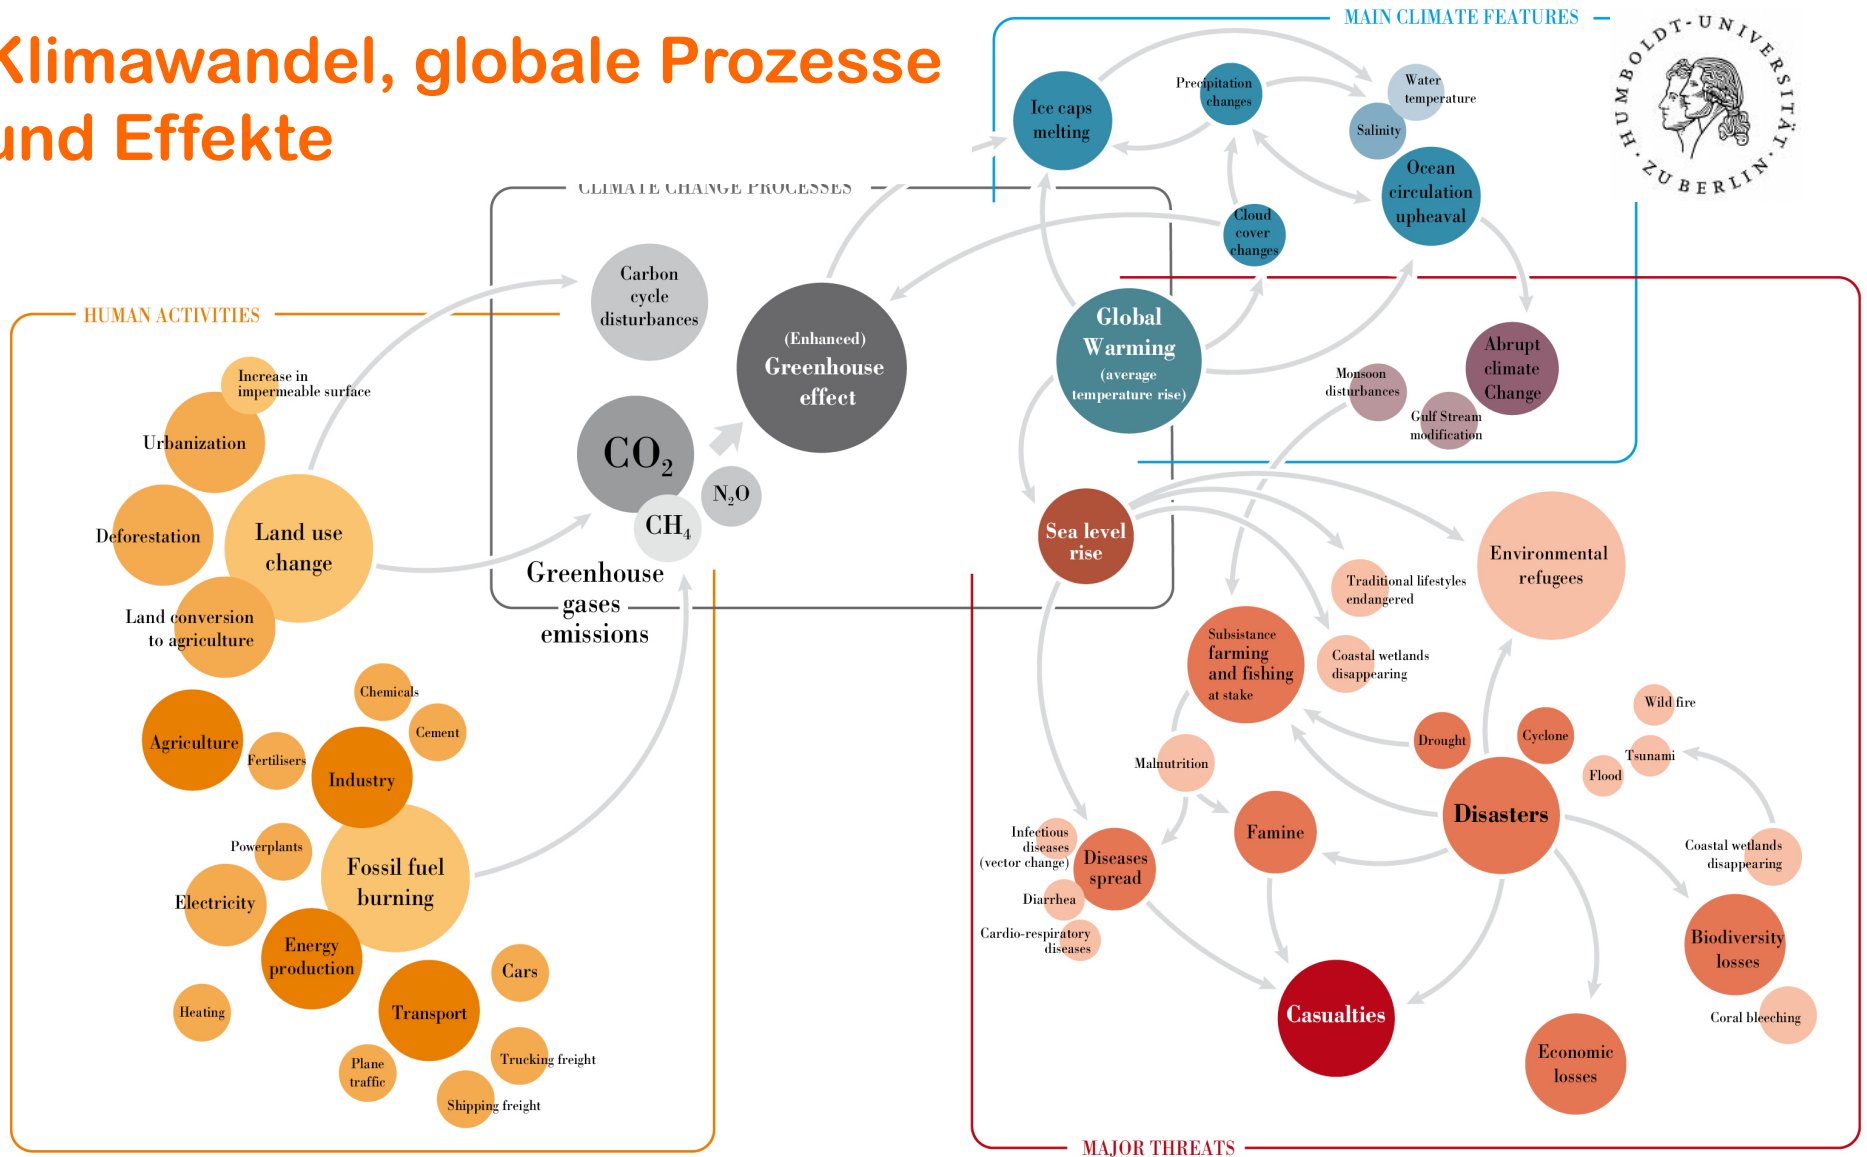 Klimawandel, globale Prozesse
und Effekte
MAIN CLIMATE FEATURES
HUMBOLDT-UNIVERSITÄT
ZU BERLIN
Ice caps
melting
Precipitation
changes
Water
temperature
Salinity
Ocean
circulation
upheaval
Cloud
cover
changes
CLIMATE CHANGE PROCESSES
Carbon
cycle
disturbances
(Enhanced)
Greenhouse
effect
CO₂
CH₄
N₂O
Greenhouse
gases
emissions
Global
Warming
(average
temperature rise)
Monsoon
disturbances
Gulf Stream
modification
Abrupt
climate
Change
HUMAN ACTIVITIES
Increase in
impermeable surface
Urbanization
Deforestation
Land use
change
Land conversion
to agriculture
Agriculture
Fertilisers
Chemicals
Cement
Industry
Powerplants
Fossil fuel
burning
Electricity
Energy
production
Heating
Transport
Cars
Trucking freight
Plane
traffic
Shipping freight
Sea level
rise
Environmental
refugees
Traditional lifestyles
endangered
Subsistance
farming
and fishing
at stake
Coastal wetlands
disappearing
Malnutrition
Drought
Cyclone
Wild fire
Tsunami
Flood
Disasters
Famine
Infectious
diseases
(vector change)
Diseases
spread
Diarrhea
Cardio-respiratory
diseases
Coastal wetlands
disappearing
Biodiversity
losses
Coral bleeching
Casualties
Economic
losses
MAJOR THREATS